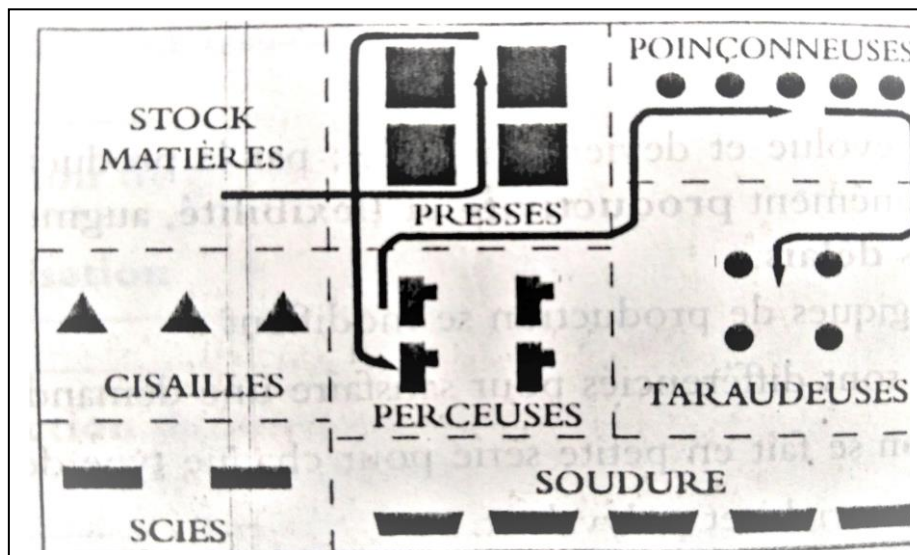 POINÇONNEUSES
STOCK
MATIÈRES
PRESSES
CISAILLES
PERCEUSES
TARAUDEUSES
SOUDURE
SCIES